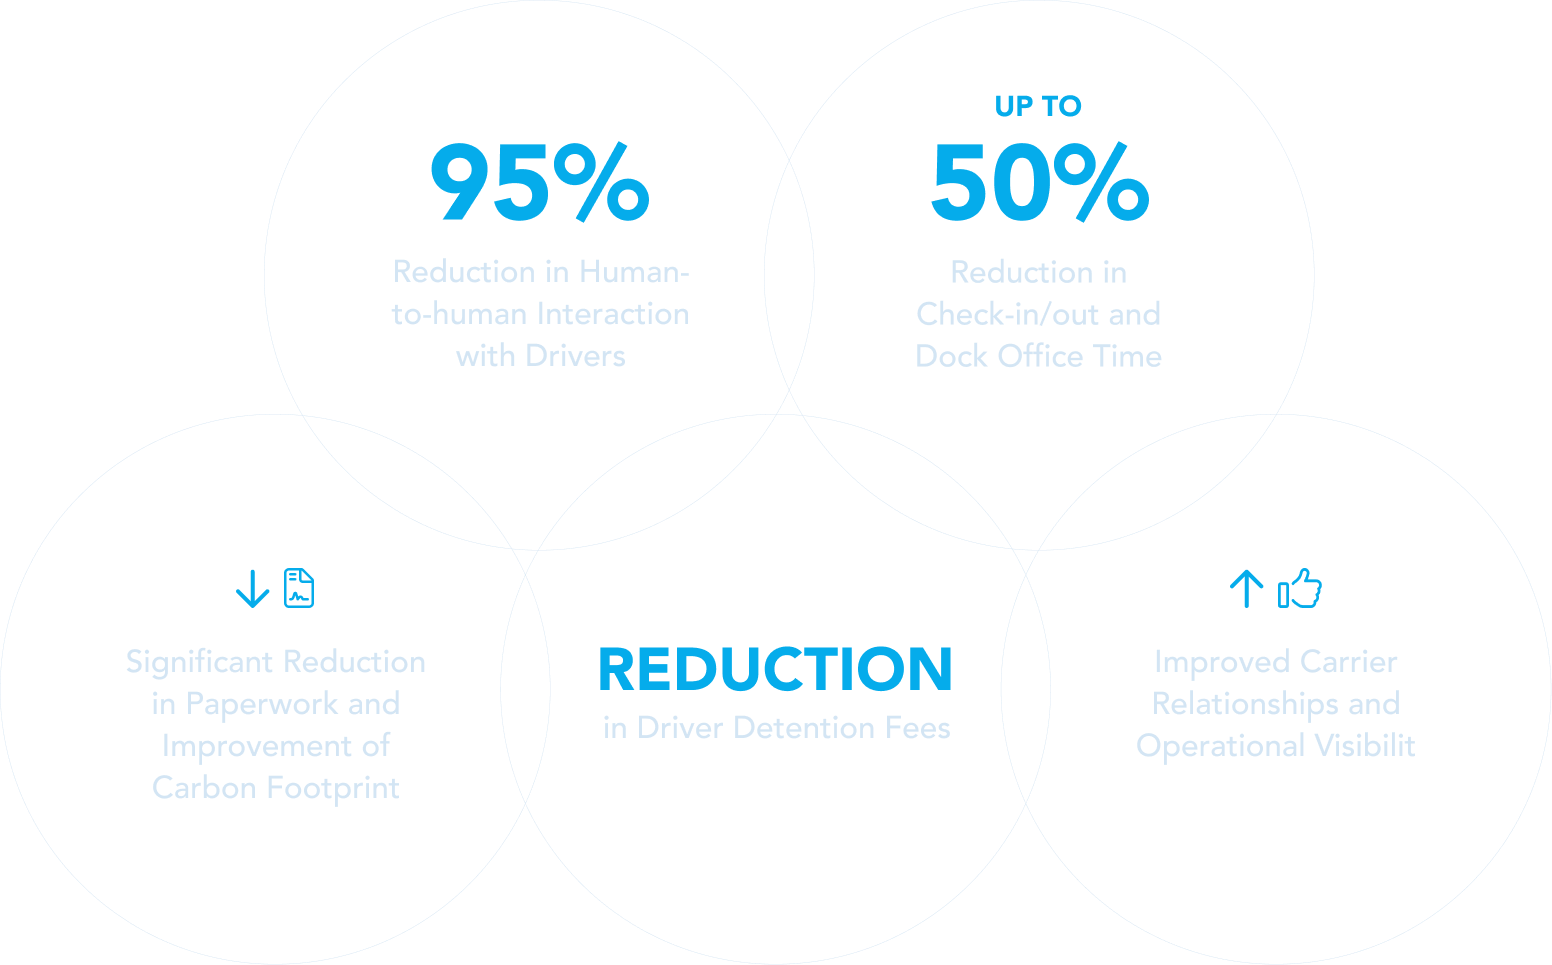 95%
Reduction in Human-
to-human Interaction
with Drivers
UP TO
50%
Reduction in
Check-in/out and
Dock Office Time
Significant Reduction
in Paperwork and
Improvement of
Carbon Footprint
REDUCTION
in Driver Detention Fees
Improved Carrier
Relationships and
Operational Visibilit